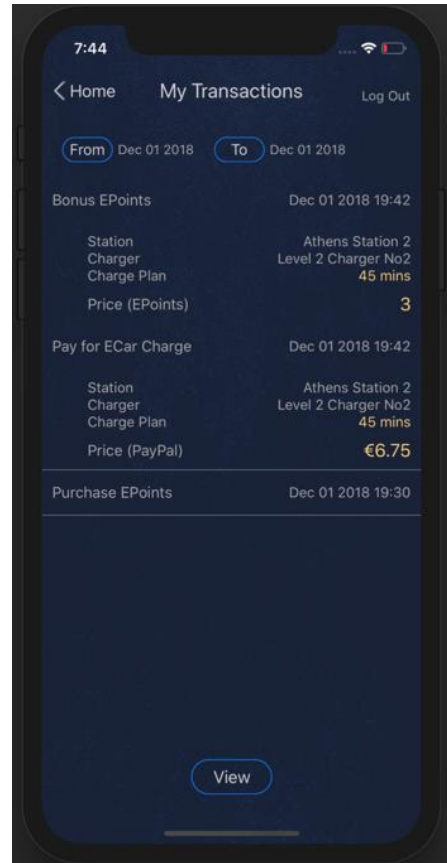 7:44
Home My Transactions Log Out
From Dec 01 2018 To Dec 01 2018
Bonus EPoints Dec 01 2018 19:42
Station Athens Station 2
Charger Level 2 Charger No2
Charge Plan 45 mins
Price (EPoints) 3
Pay for ECar Charge Dec 01 2018 19:42
Station Athens Station 2
Charger Level 2 Charger No2
Charge Plan 45 mins
Price (PayPal) €6.75
Purchase EPoints Dec 01 2018 19:30
View